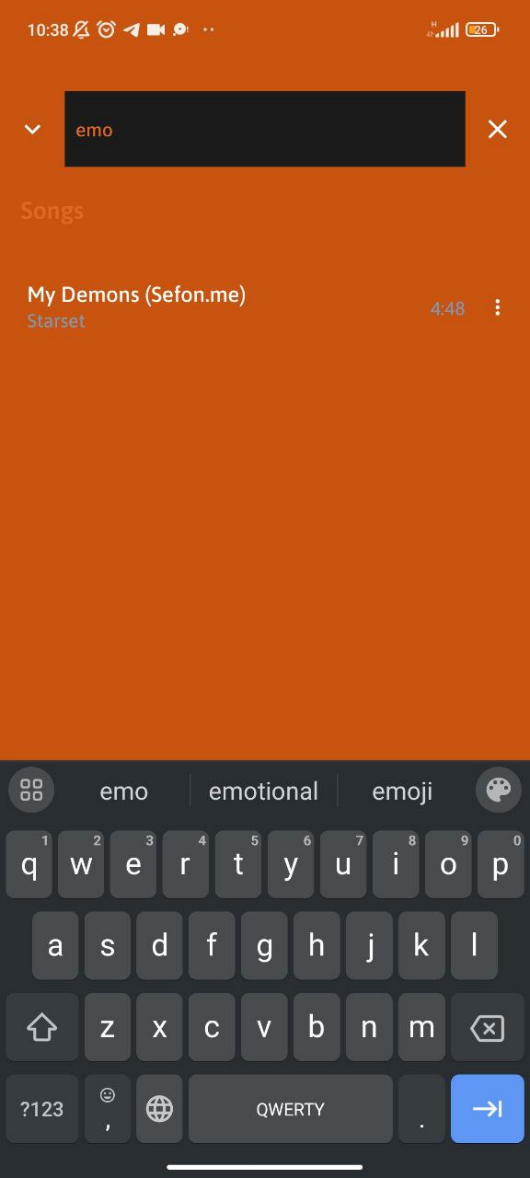 10:38
H
26
emo
Songs
My Demons (Sefon.me)
Starset
4:48
emo emotional emoji
1 2 3 4 5 6 7 8 9 0
q w e r t y u i o p
a s d f g h j k l
z x c v b n m
?123 , QWERTY .